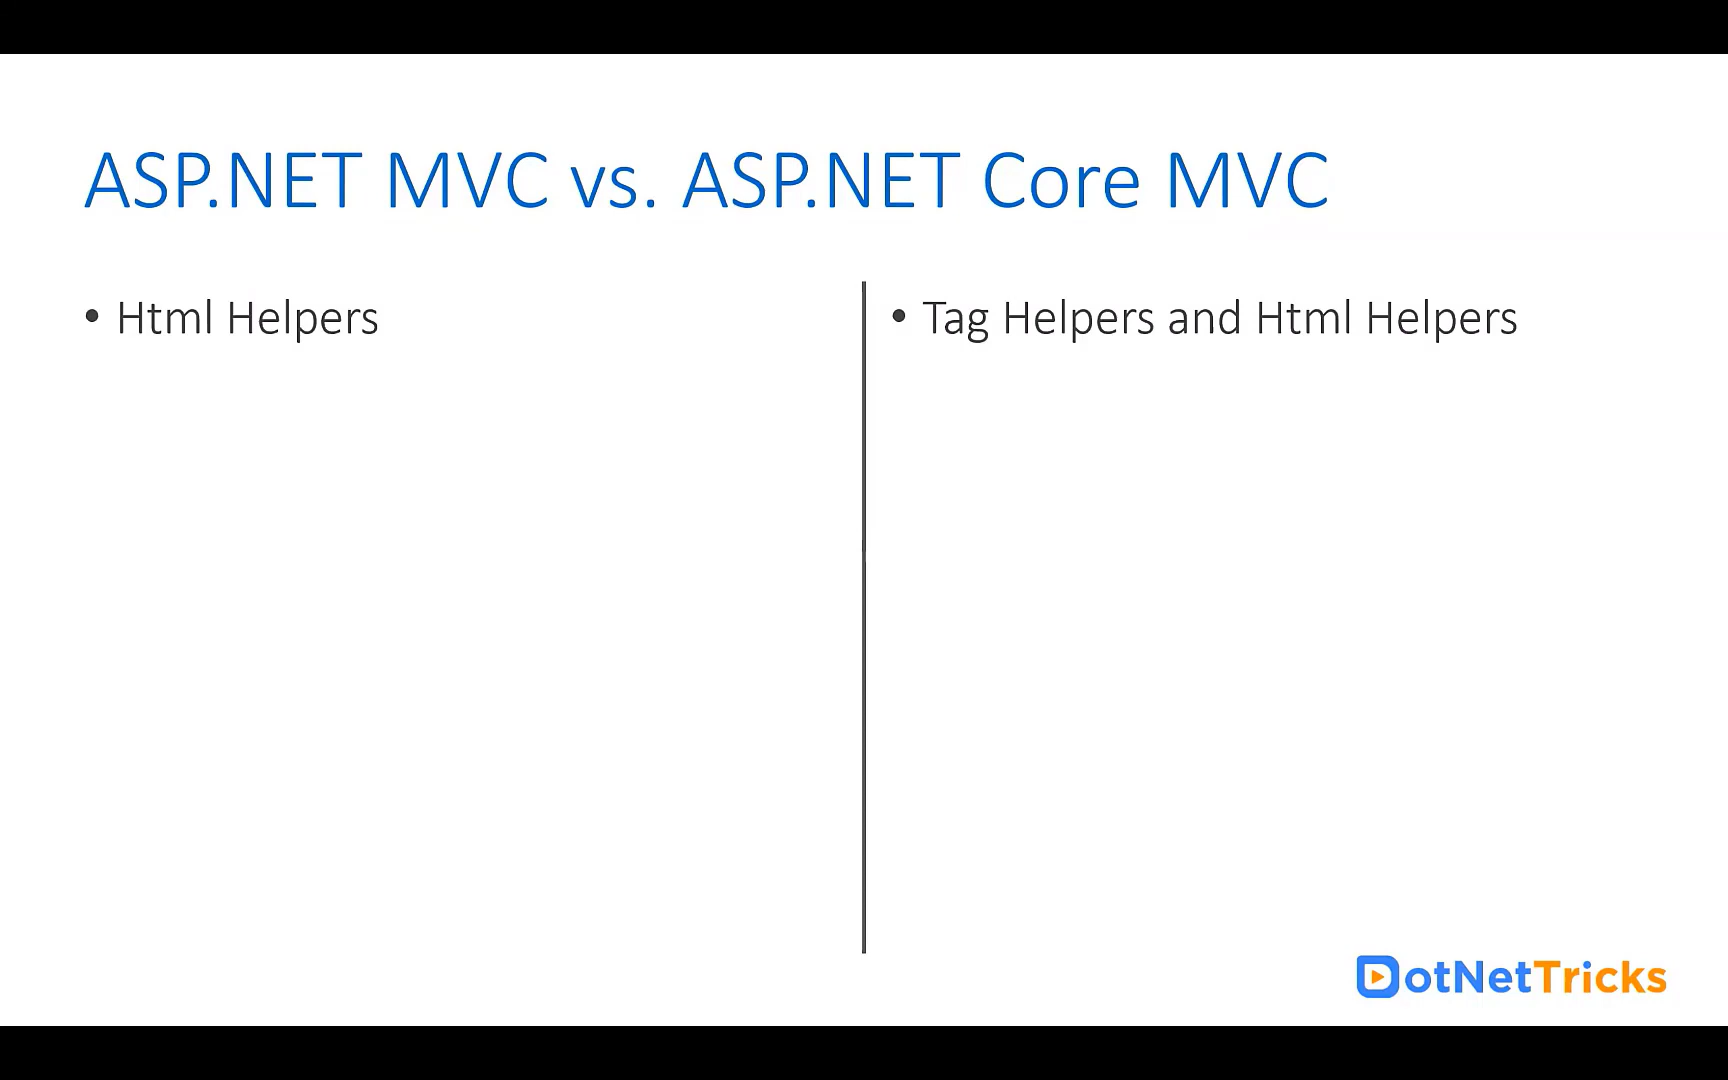 ASP.NET MVC vs. ASP.NET Core MVC
• Html Helpers
• Tag Helpers and Html Helpers
DotNetTricks